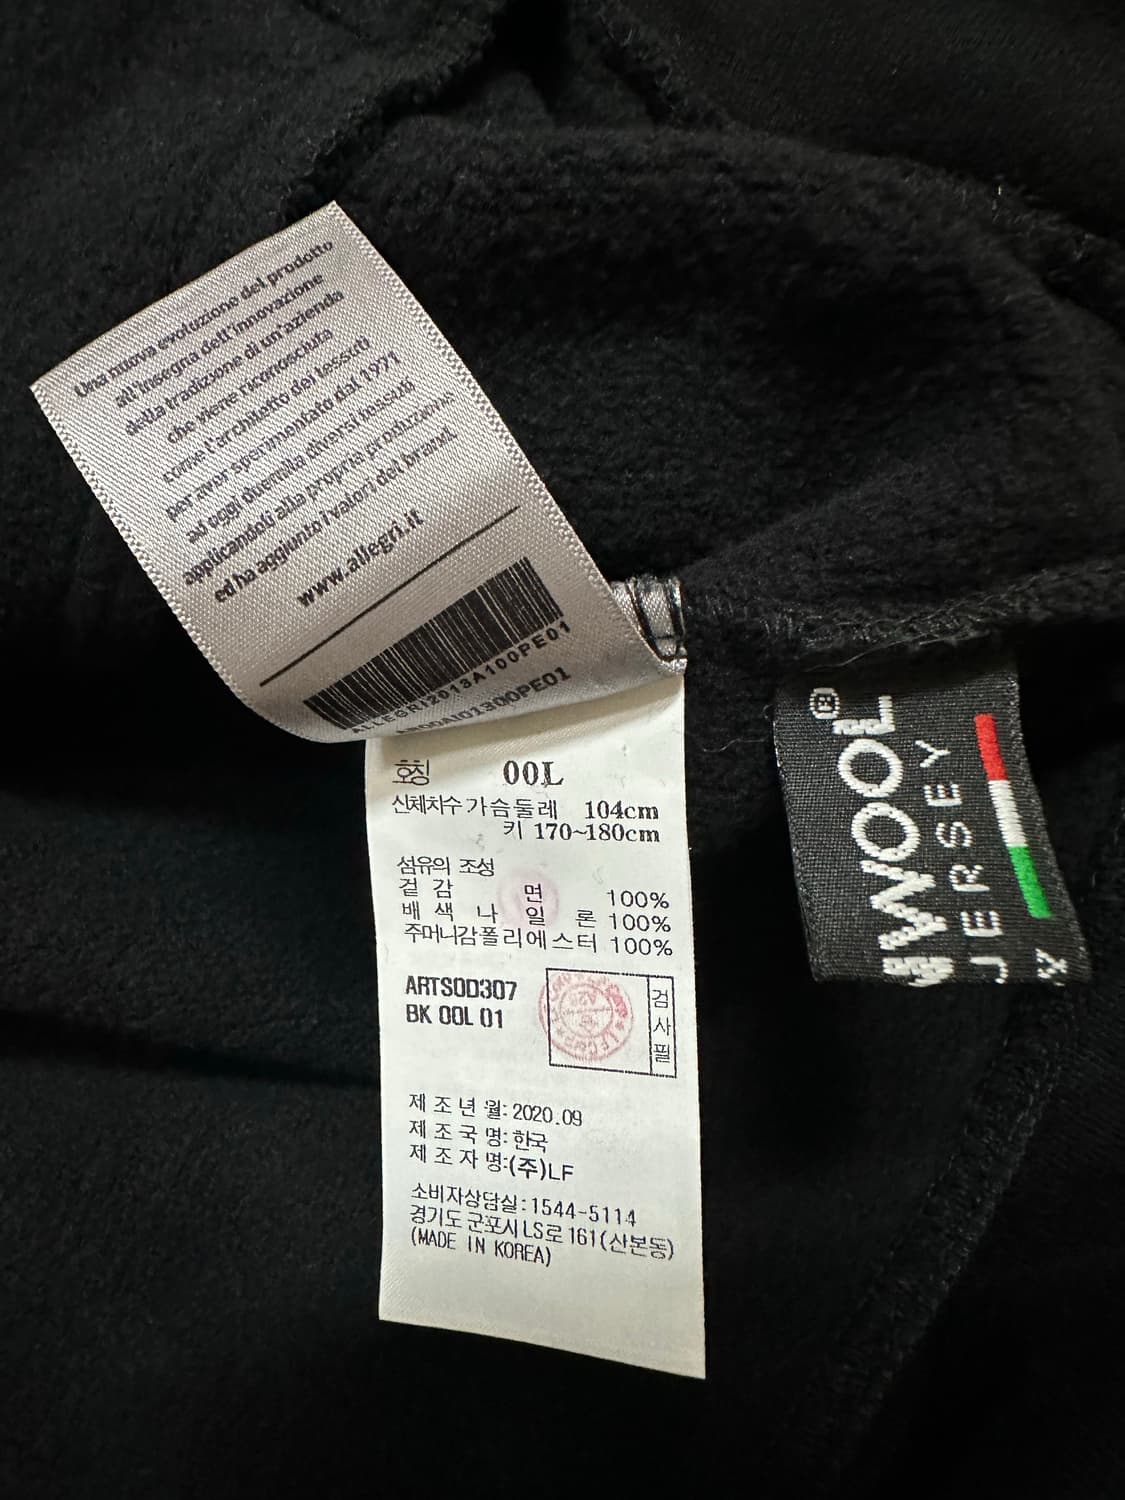 Una nuova evoluzione del prodotto
all'insegna dell'innovazione
della tradizione di un'azienda
che viene riconosciuta
come l'architetto dei tessuti
per aver sperimentato dal 1971
ad oggi duemila diversi tessuti
applicandoli alla propria produzione
ed ha aggiunto i valori dei brand.
www.allegri.it
ALLEGRI2013A100PE01
호칭 00L
신체치수 가슴둘레 104cm
키 170~180cm
섬유의 조성
겉감 면 100%
배색 나일론 100%
주머니감폴리에스터 100%
ARTSOD307
BK 00L 01
검사필
제조년월: 2020.09
제조국명: 한국
제조자명:(주)LF
소비자상담실:1544-5114
경기도 군포시 LS로 161(산본동)
(MADE IN KOREA)
WOOL
JERSEY